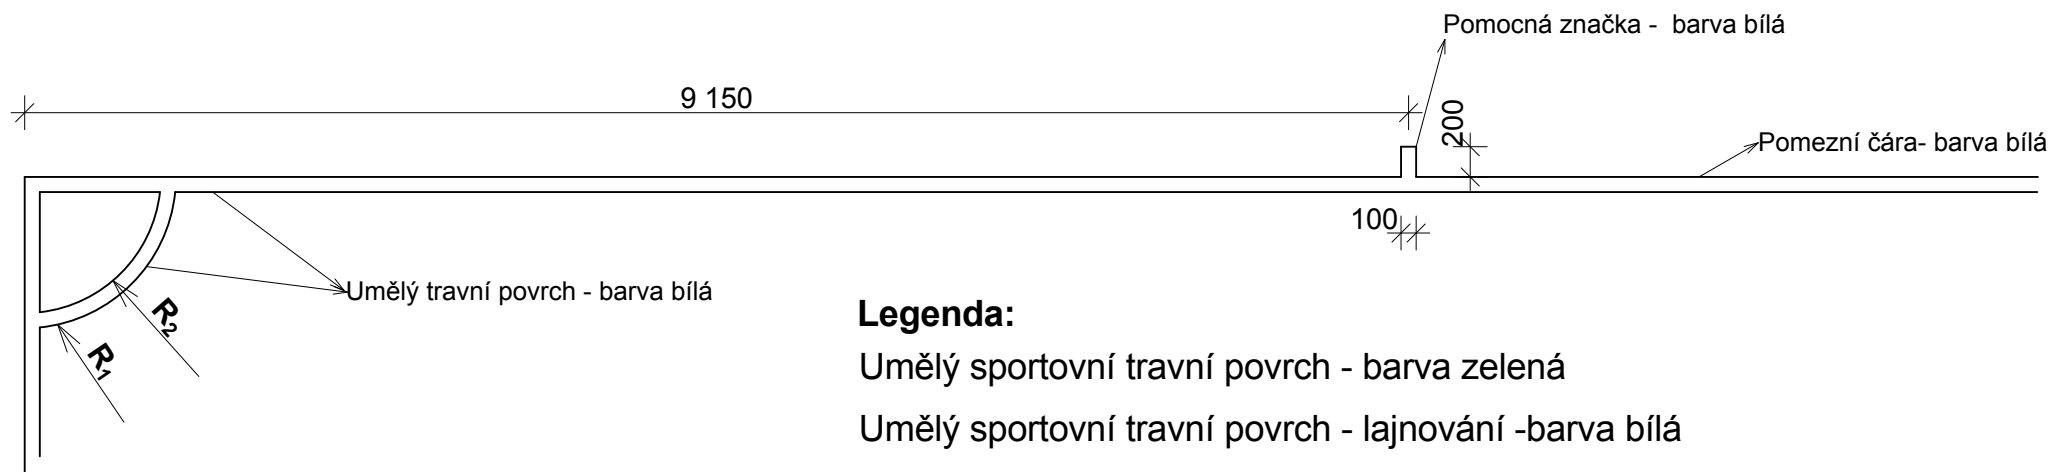 Pomocná značka - barva bílá
9 150
200
Pomezní čára- barva bílá
100
Umělý travní povrch - barva bílá
R2
R1
Legenda:
Umělý sportovní travní povrch - barva zelená
Umělý sportovní travní povrch - lajnování -barva bílá